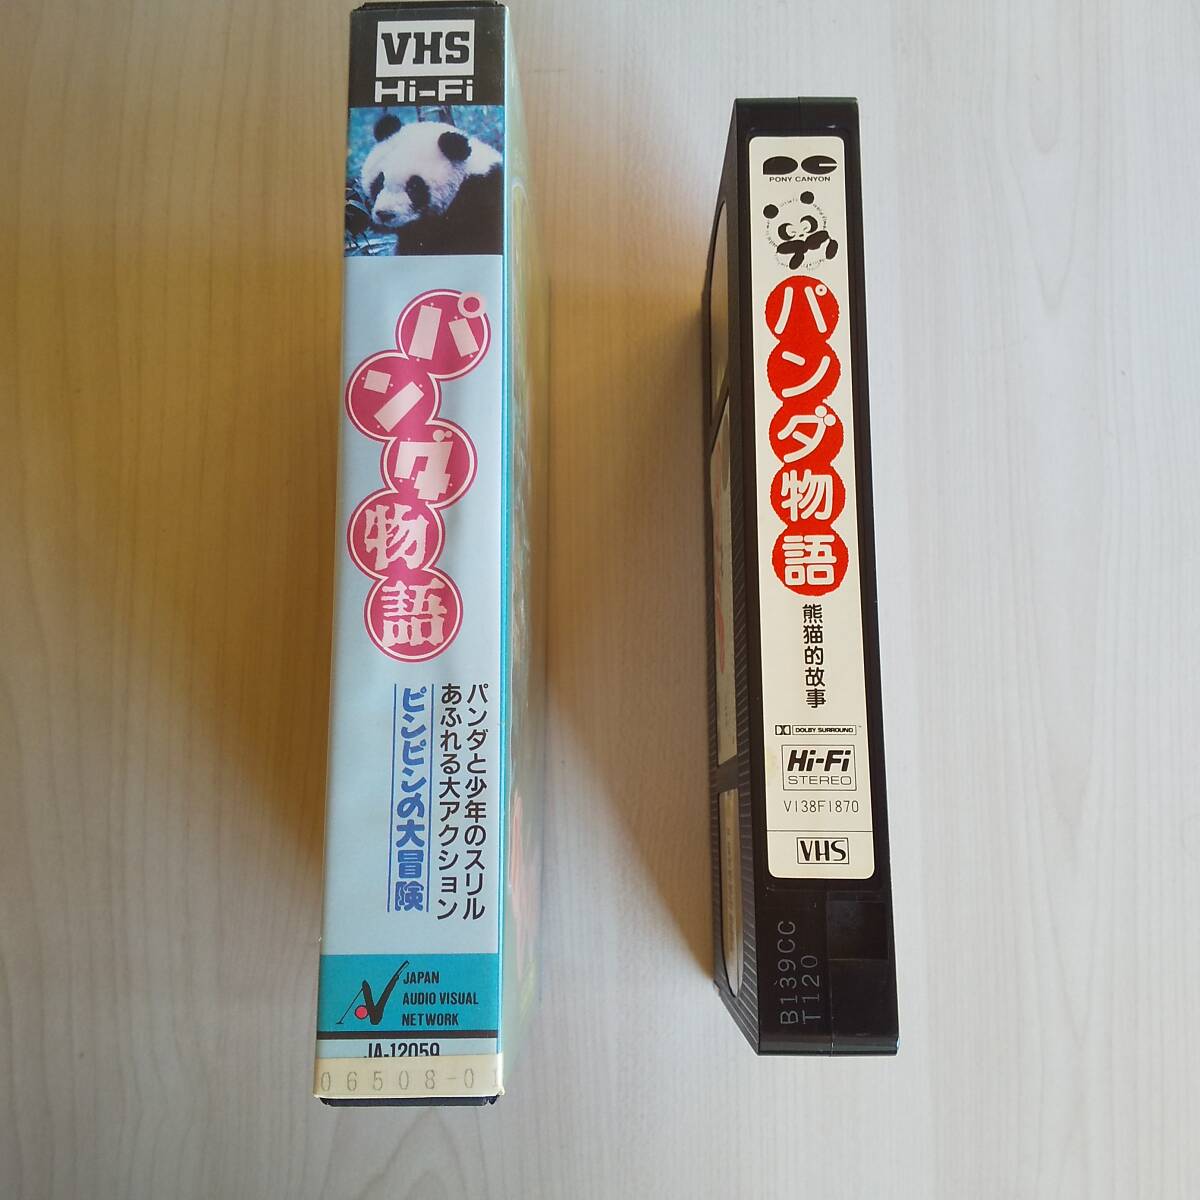 VHS
Hi-Fi
パンダ物語
パンダと少年のスリル
あふれる大アクション
ピンピンの大冒険
JAPAN
AUDIO VISUAL
NETWORK
JA-12059
06508-01
PONY CANYON
パンダ物語
熊猫的故事
DOLBY SURROUND
Hi-Fi
STEREO
V138F1870
VHS
B139CC
T120